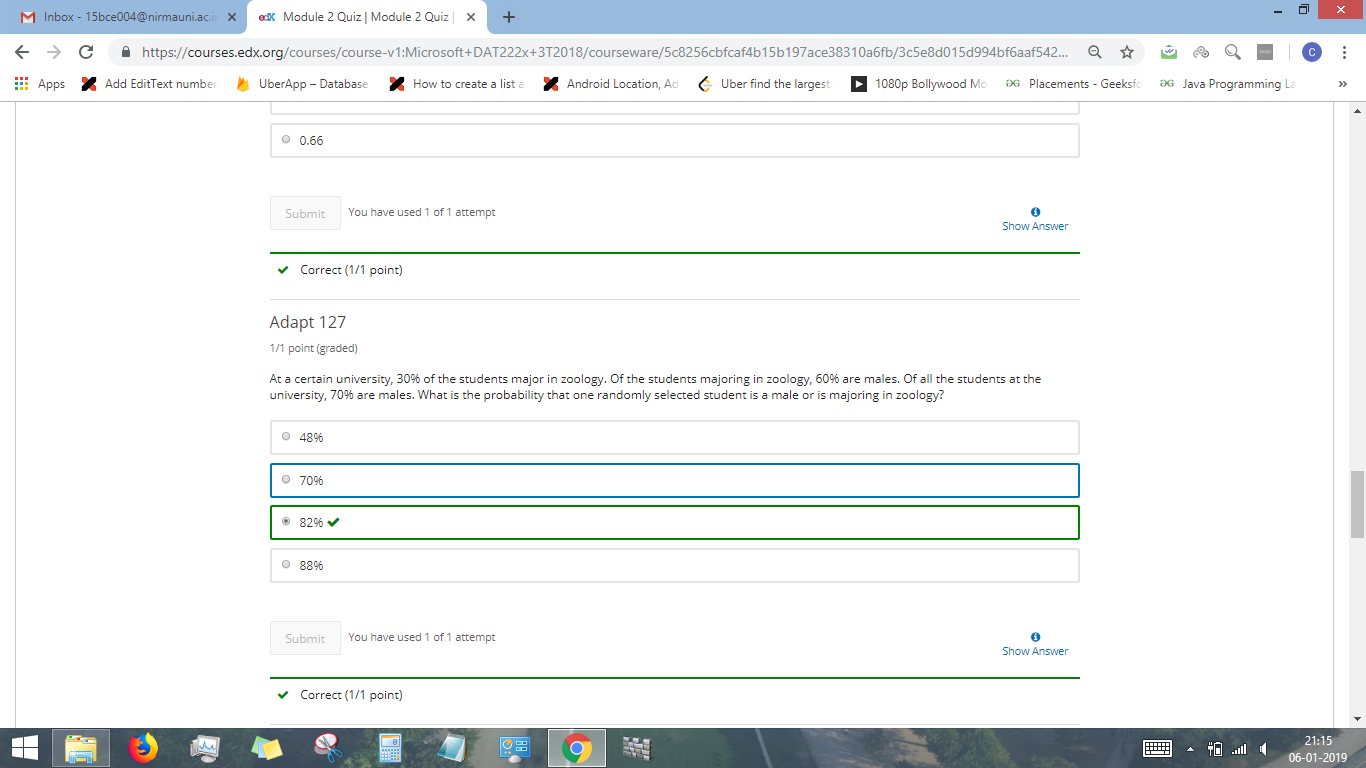 Inbox - 15bce004@nirmauni.ac.i
edX Module 2 Quiz | Module 2 Quiz |
https://courses.edx.org/courses/course-v1:Microsoft+DAT222x+3T2018/courseware/5c8256cbfcaf4b15b197ace38310a6fb/3c5e8d015d994bf6aaf542...
C
Apps
Add EditText number
UberApp – Database
How to create a list a
Android Location, Ad
Uber find the largest
1080p Bollywood Mo
Placements - Geeksfo
Java Programming La
»
0.66
Submit
You have used 1 of 1 attempt
Show Answer
Correct (1/1 point)
Adapt 127
1/1 point (graded)
At a certain university, 30% of the students major in zoology. Of the students majoring in zoology, 60% are males. Of all the students at the
university, 70% are males. What is the probability that one randomly selected student is a male or is majoring in zoology?
48%
70%
82%
88%
Submit
You have used 1 of 1 attempt
Show Answer
Correct (1/1 point)
21:15
06-01-2019